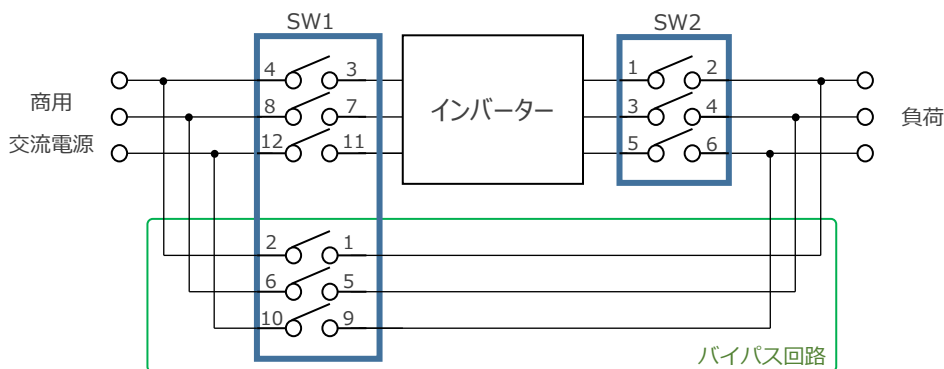 SW1
SW2
4 3
1 2
商用
交流電源
8 7
インバーター
3 4
負荷
12 11
5 6
2 1
6 5
10 9
バイパス回路